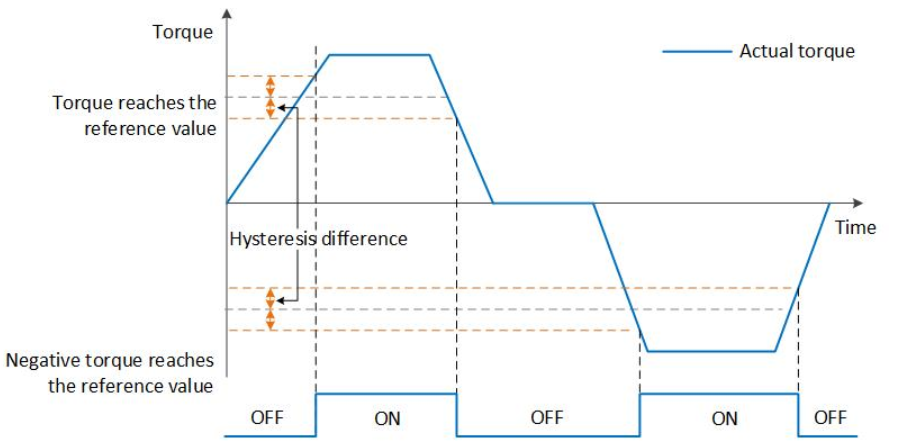 Torque
Actual torque
Torque reaches the
reference value
Time
Hysteresis difference
Negative torque reaches
the reference value
OFF
ON
OFF
ON
OFF